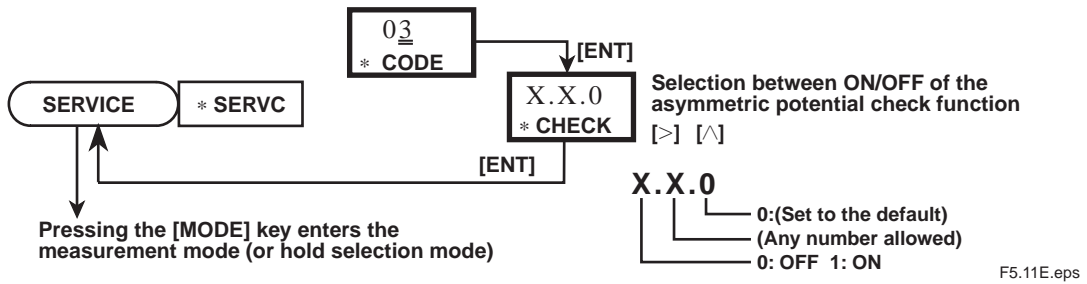 03
* CODE
[ENT]
SERVICE
* SERVC
X.X.0
* CHECK
Selection between ON/OFF of the
asymmetric potential check function
[>] [∧]
[ENT]
X.X.0
0:(Set to the default)
(Any number allowed)
0: OFF 1: ON
Pressing the [MODE] key enters the
measurement mode (or hold selection mode)
F5.11E.eps